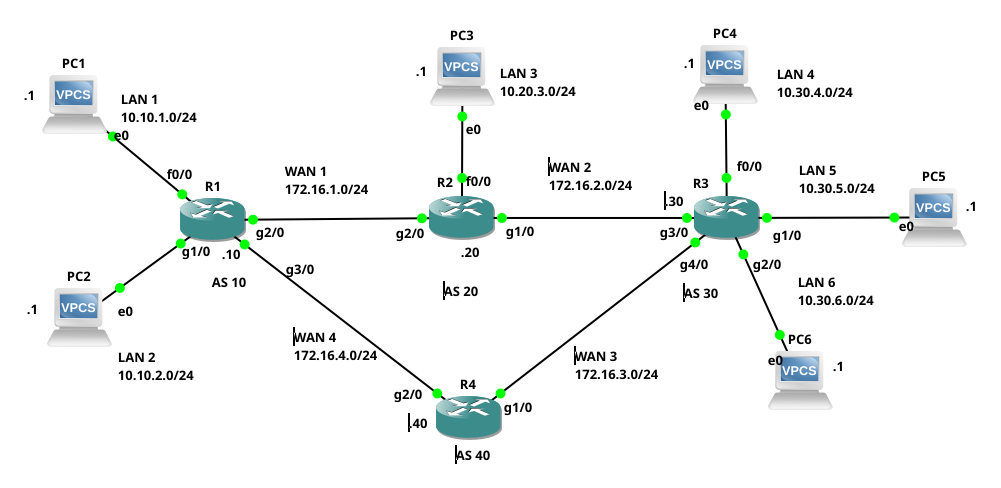 PC1
VPCS
.1
LAN 1
10.10.1.0/24
e0
PC3
VPCS
.1
LAN 3
10.20.3.0/24
e0
PC4
VPCS
.1
LAN 4
10.30.4.0/24
e0
f0/0
R1
g2/0
g1/0
.10
g3/0
AS 10
WAN 1
172.16.1.0/24
R2
f0/0
g2/0
g1/0
.20
AS 20
WAN 2
172.16.2.0/24
R3
f0/0
.30
g3/0
g1/0
g4/0
g2/0
AS 30
LAN 5
10.30.5.0/24
PC5
VPCS
.1
e0
LAN 6
10.30.6.0/24
PC2
VPCS
.1
e0
LAN 2
10.10.2.0/24
WAN 4
172.16.4.0/24
WAN 3
172.16.3.0/24
PC6
e0
VPCS
.1
R4
g2/0
g1/0
.40
AS 40